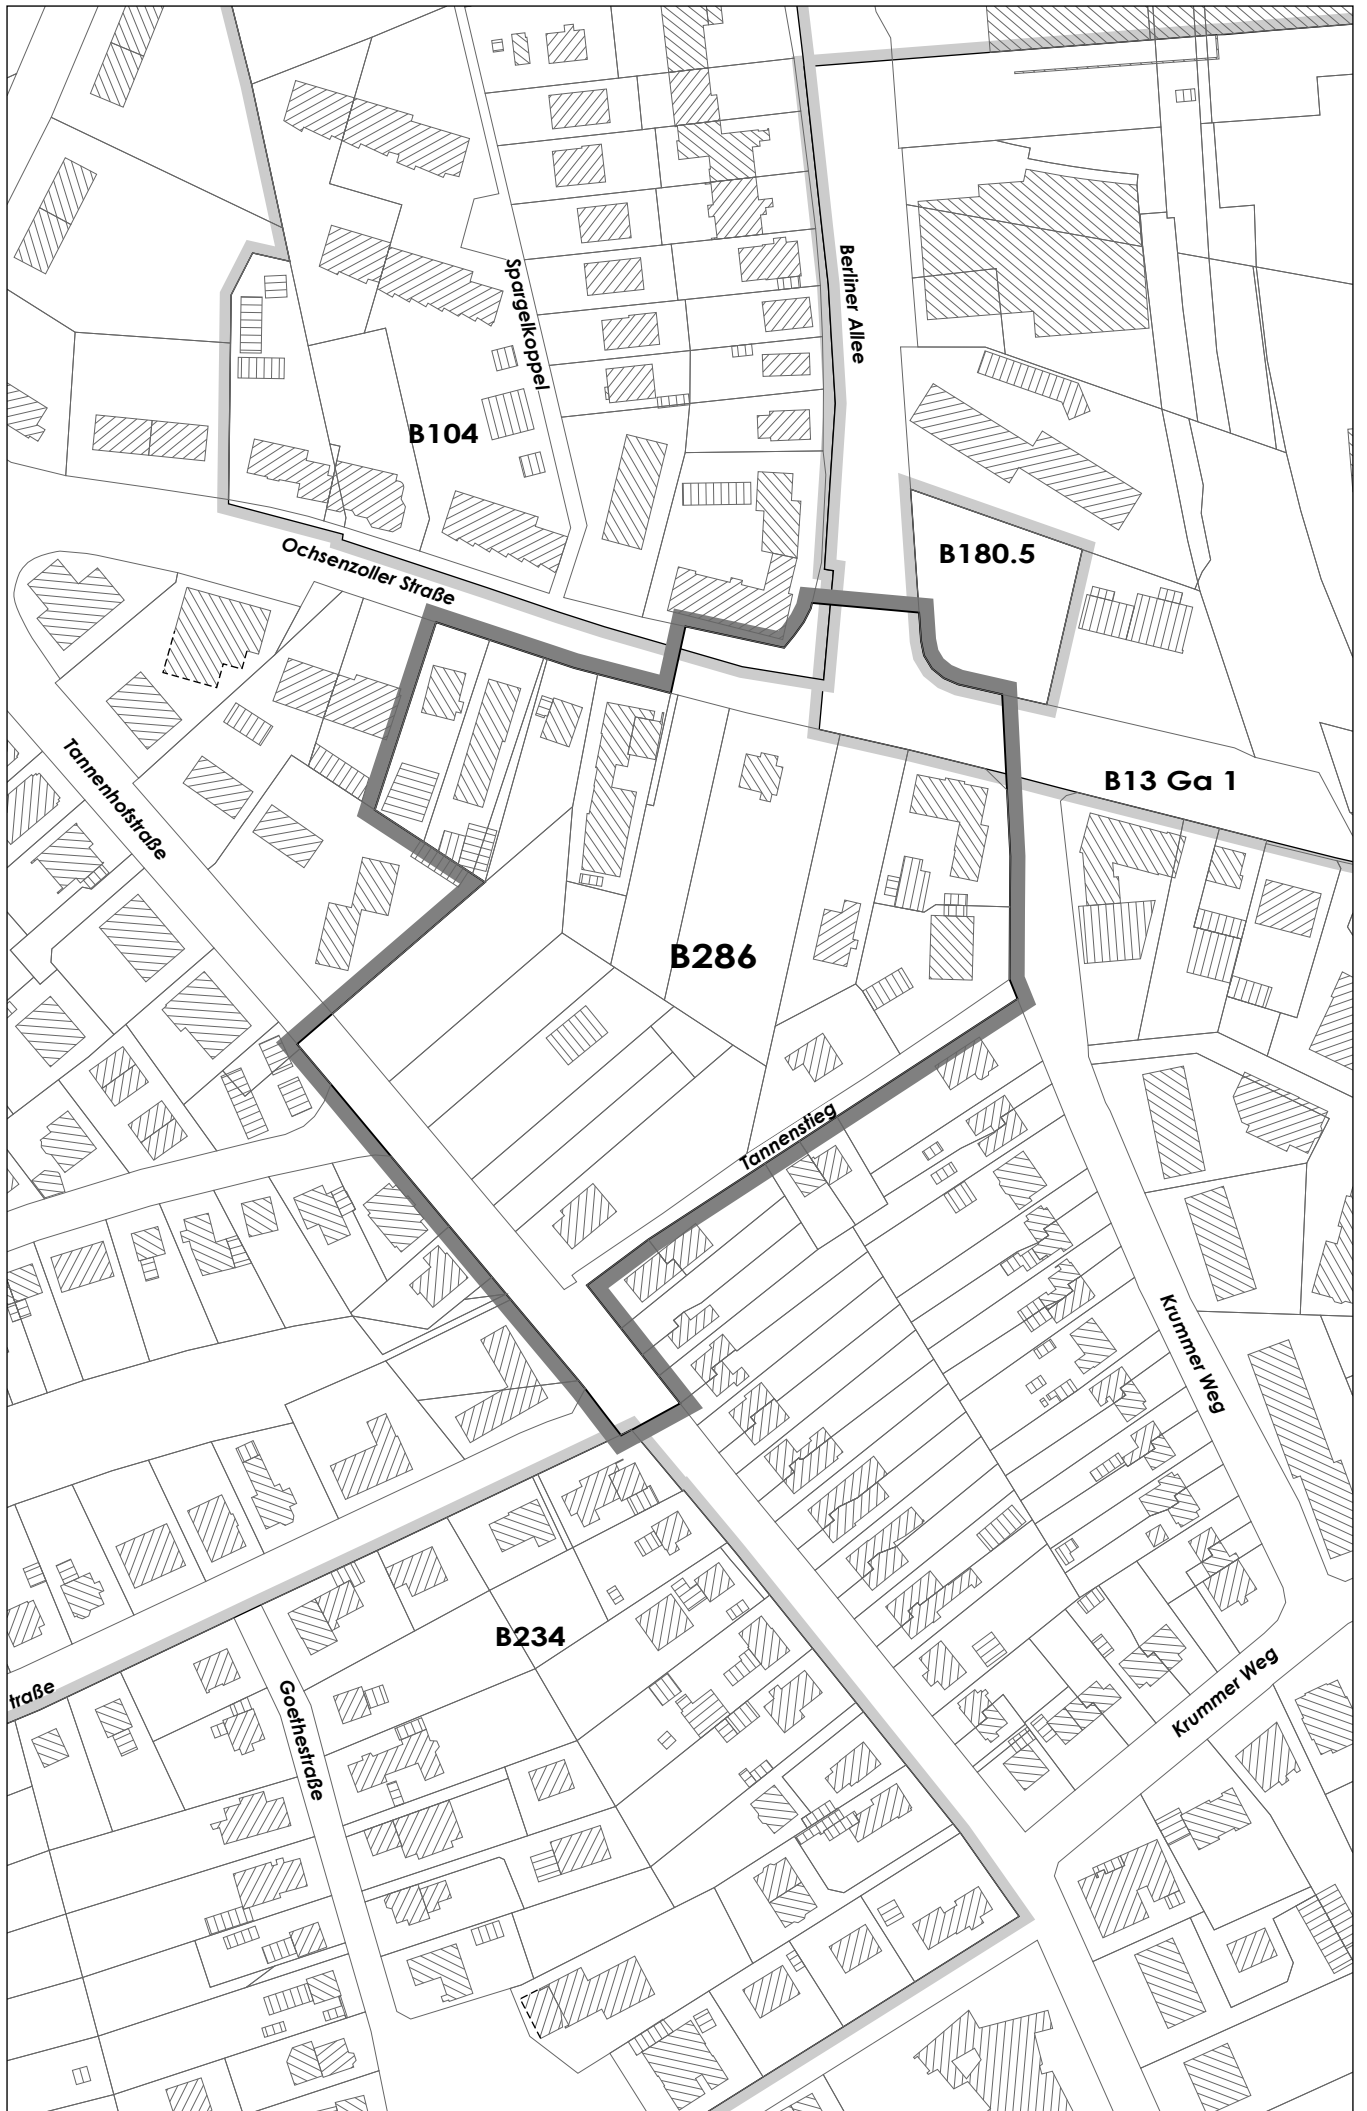 Berliner Allee
Spargelkoppel
B104
B180.5
Ochsenzoller Straße
Tannenhofstraße
B13 Ga 1
B286
Tannenstieg
Krummer Weg
B234
Krummer Weg
traße
Goethestraße